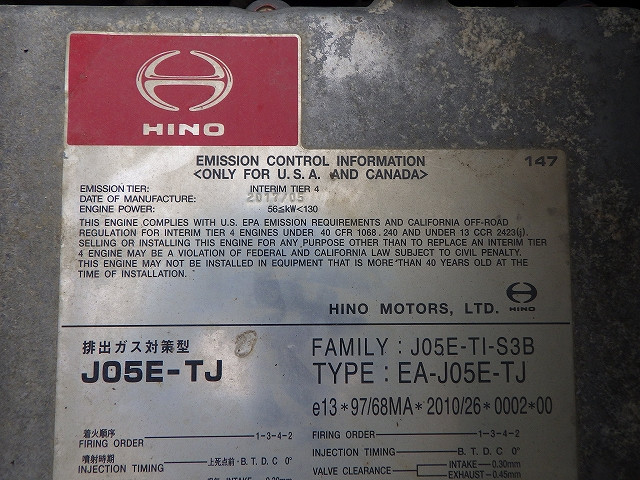 HINO
EMISSION CONTROL INFORMATION
147
<ONLY FOR U.S.A. AND CANADA>
EMISSION TIER: INTERIM TIER 4
DATE OF MANUFACTURE: 2017/05
ENGINE POWER: 56≦kW<130
THIS ENGINE COMPLIES WITH U.S. EPA EMISSION REQUIREMENTS AND CALIFORNIA OFF-ROAD
REGULATION FOR INTERIM TIER 4 ENGINES UNDER 40 CFR 1068.240 AND UNDER 13 CCR 2423(j).
SELLING OR INSTALLING THIS ENGINE FOR ANY PURPOSE OTHER THAN TO REPLACE AN INTERIM TIER
4 ENGINE MAY BE A VIOLATION OF FEDERAL AND CALIFORNIA LAW SUBJECT TO CIVIL PENALTY.
THIS ENGINE MAY NOT BE INSTALLED IN EQUIPMENT THAT IS MORE THAN 40 YEARS OLD AT THE
TIME OF INSTALLATION.
HINO MOTORS, LTD.
HINO
排出ガス対策型
J05E-TJ
FAMILY : J05E-TI-S3B
TYPE : EA-J05E-TJ
e13*97/68MA*2010/26*0002*00
着火順序
FIRING ORDER 1-3-4-2
噴射時期
INJECTION TIMING 上死点前・B.T.D.C 0°
FIRING ORDER 1-3-4-2
INJECTION TIMING B.T.D.C 0°
VALVE CLEARANCE INTAKE-0.30mm
EXHAUST-0.45mm